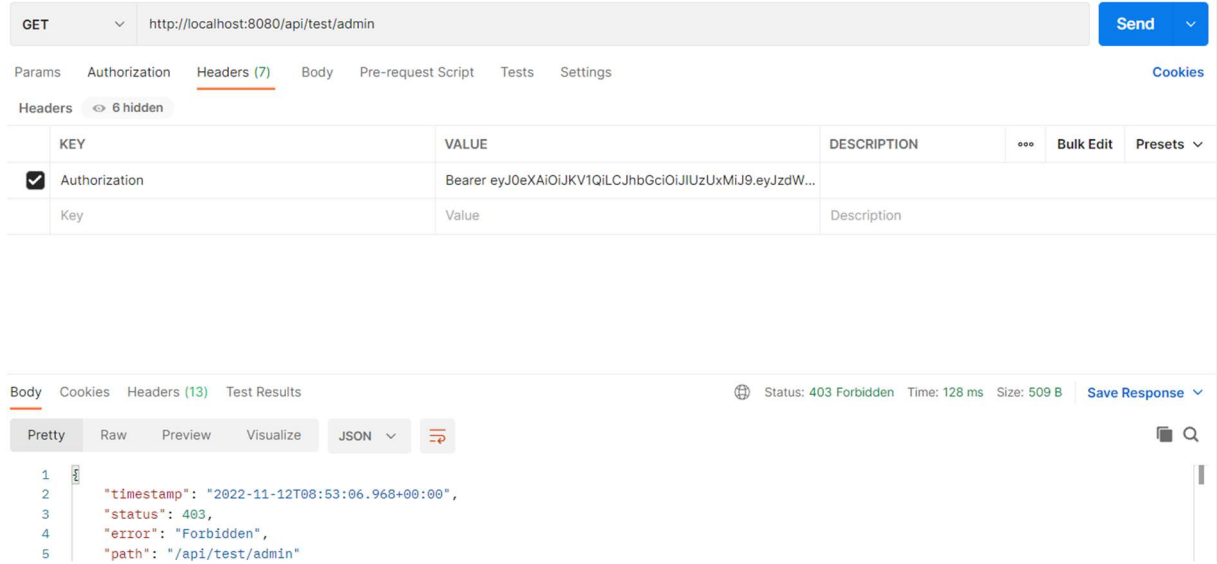 GET http://localhost:8080/api/test/admin Send
Params Authorization Headers (7) Body Pre-request Script Tests Settings Cookies
Headers 6 hidden
KEY VALUE DESCRIPTION ooo Bulk Edit Presets
Authorization Bearer eyJ0eXAiOiJKV1QiLCJhbGciOiJIUzUxMiJ9.eyJzdW...
Key Value Description
Body Cookies Headers (13) Test Results Status: 403 Forbidden Time: 128 ms Size: 509 B Save Response
Pretty Raw Preview Visualize JSON
1 {
2 "timestamp": "2022-11-12T08:53:06.968+00:00",
3 "status": 403,
4 "error": "Forbidden",
5 "path": "/api/test/admin"